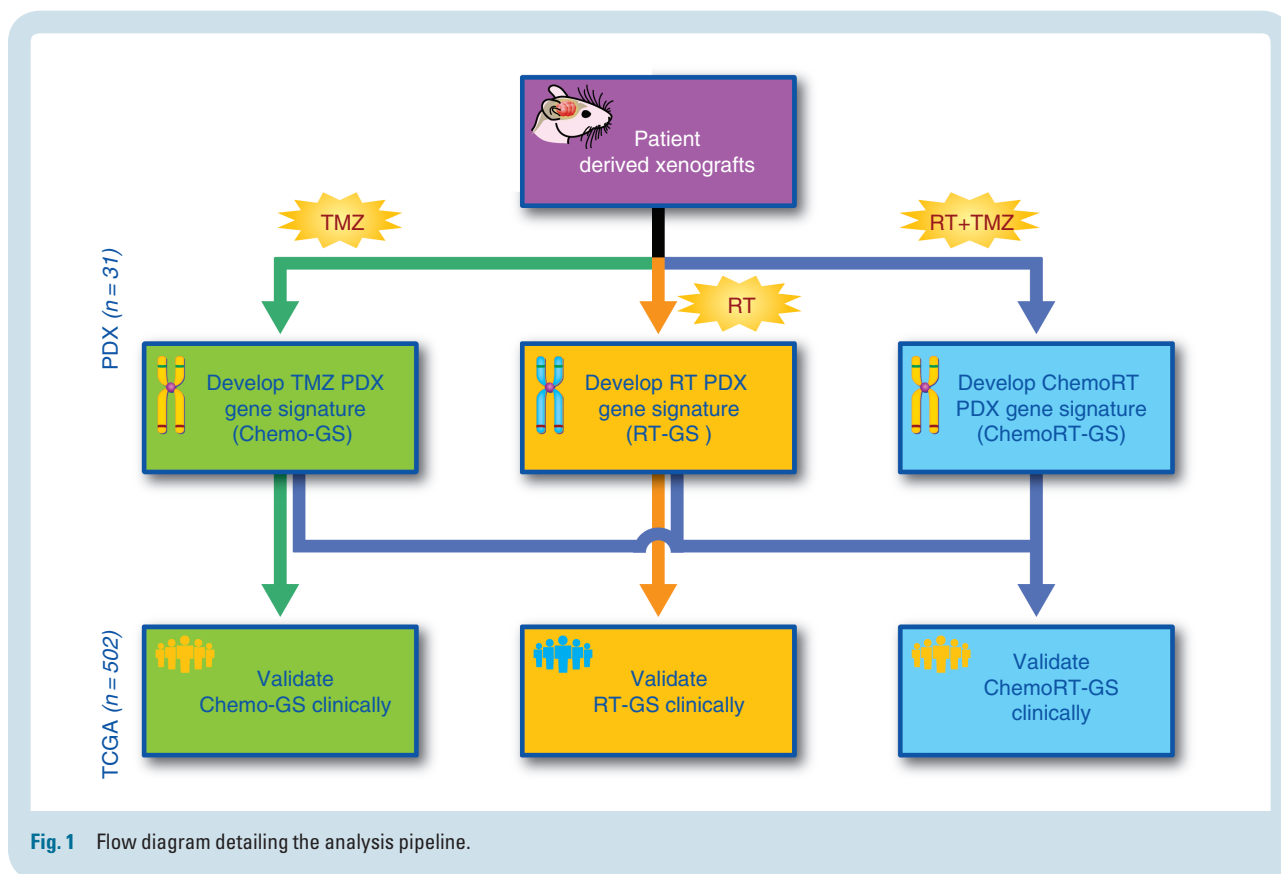 Patient
derived xenografts
TMZ
RT+TMZ
RT
PDX (n = 31)
Develop TMZ PDX
gene signature
(Chemo-GS)
Develop RT PDX
gene signature
(RT-GS )
Develop ChemoRT
PDX gene signature
(ChemoRT-GS)
TCGA (n = 502)
Validate
Chemo-GS clinically
Validate
RT-GS clinically
Validate
ChemoRT-GS
clinically
Fig. 1 Flow diagram detailing the analysis pipeline.